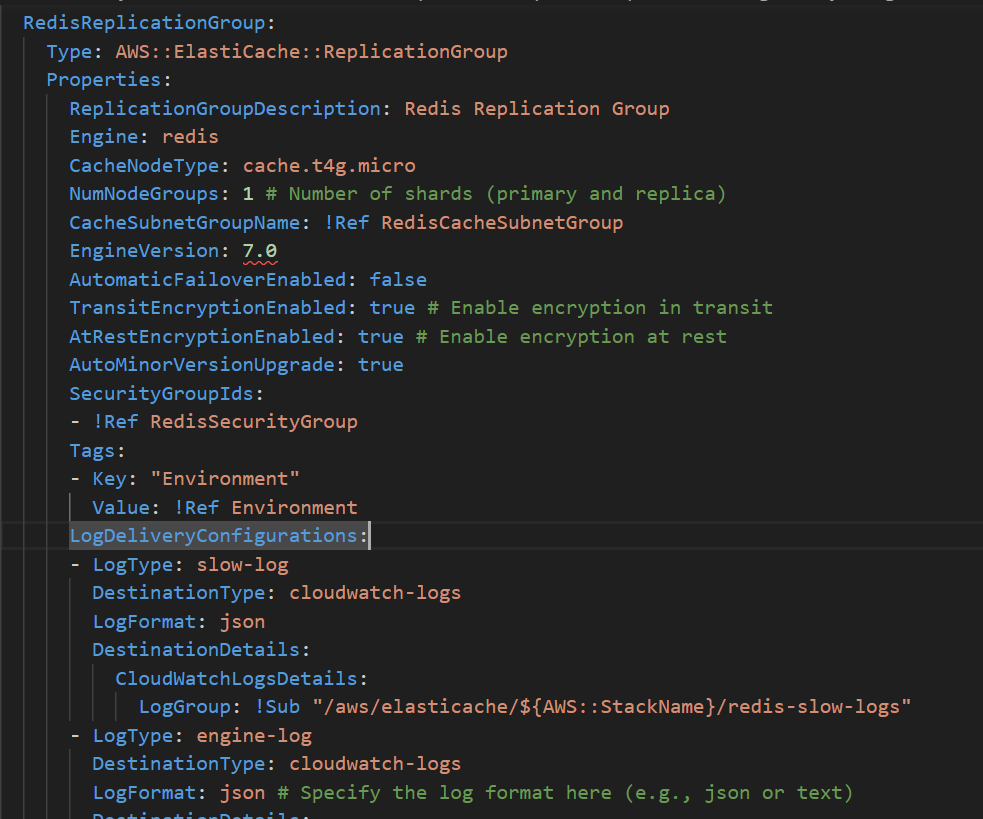 RedisReplicationGroup:
Type: AWS::ElastiCache::ReplicationGroup
Properties:
ReplicationGroupDescription: Redis Replication Group
Engine: redis
CacheNodeType: cache.t4g.micro
NumNodeGroups: 1 # Number of shards (primary and replica)
CacheSubnetGroupName: !Ref RedisCacheSubnetGroup
EngineVersion: 7.0
AutomaticFailoverEnabled: false
TransitEncryptionEnabled: true # Enable encryption in transit
AtRestEncryptionEnabled: true # Enable encryption at rest
AutoMinorVersionUpgrade: true
SecurityGroupIds:
- !Ref RedisSecurityGroup
Tags:
- Key: "Environment"
Value: !Ref Environment
LogDeliveryConfigurations:
- LogType: slow-log
DestinationType: cloudwatch-logs
LogFormat: json
DestinationDetails:
CloudWatchLogsDetails:
LogGroup: !Sub "/aws/elasticache/${AWS::StackName}/redis-slow-logs"
- LogType: engine-log
DestinationType: cloudwatch-logs
LogFormat: json # Specify the log format here (e.g., json or text)
DestinationDetails: